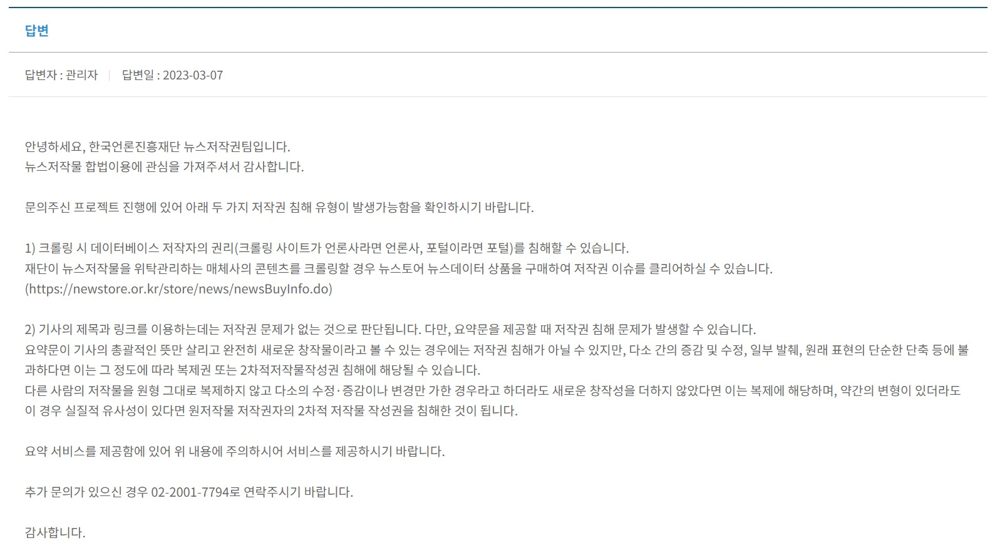 답변
답변자 : 관리자 답변일 : 2023-03-07
안녕하세요, 한국언론진흥재단 뉴스저작권팀입니다.
뉴스저작물 합법이용에 관심을 가져주셔서 감사합니다.
문의주신 프로젝트 진행에 있어 아래 두 가지 저작권 침해 유형이 발생가능함을 확인하시기 바랍니다.
1) 크롤링 시 데이터베이스 저작자의 권리(크롤링 사이트가 언론사라면 언론사, 포털이라면 포털)를 침해할 수 있습니다.
재단이 뉴스저작물을 위탁관리하는 매체사의 콘텐츠를 크롤링할 경우 뉴스토어 뉴스데이터 상품을 구매하여 저작권 이슈를 클리어하실 수 있습니다.
(https://newstore.or.kr/store/news/newsBuyInfo.do)
2) 기사의 제목과 링크를 이용하는데는 저작권 문제가 없는 것으로 판단됩니다. 다만, 요약문을 제공할 때 저작권 침해 문제가 발생할 수 있습니다.
요약문이 기사의 총괄적인 뜻만 살리고 완전히 새로운 창작물이라고 볼 수 있는 경우에는 저작권 침해가 아닐 수 있지만, 다소 간의 증감 및 수정, 일부 발췌, 원래 표현의 단순한 단축 등에 불
과하다면 이는 그 정도에 따라 복제권 또는 2차적저작물작성권 침해에 해당될 수 있습니다.
다른 사람의 저작물을 원형 그대로 복제하지 않고 다소의 수정·증감이나 변경만 가한 경우라고 하더라도 새로운 창작성을 더하지 않았다면 이는 복제에 해당하며, 약간의 변형이 있더라도
이 경우 실질적 유사성이 있다면 원저작물 저작권자의 2차적 저작물 작성권을 침해한 것이 됩니다.
요약 서비스를 제공함에 있어 위 내용에 주의하시어 서비스를 제공하시기 바랍니다.
추가 문의가 있으신 경우 02-2001-7794로 연락주시기 바랍니다.
감사합니다.